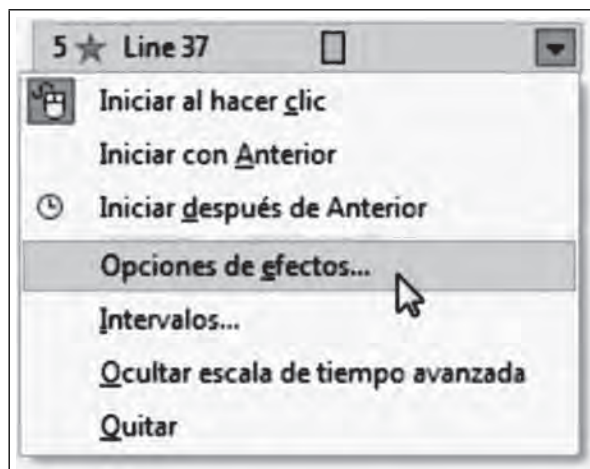 5 Line 37
Iniciar al hacer clic
Iniciar con Anterior
Iniciar después de Anterior
Opciones de efectos...
Intervalos...
Ocultar escala de tiempo avanzada
Quitar